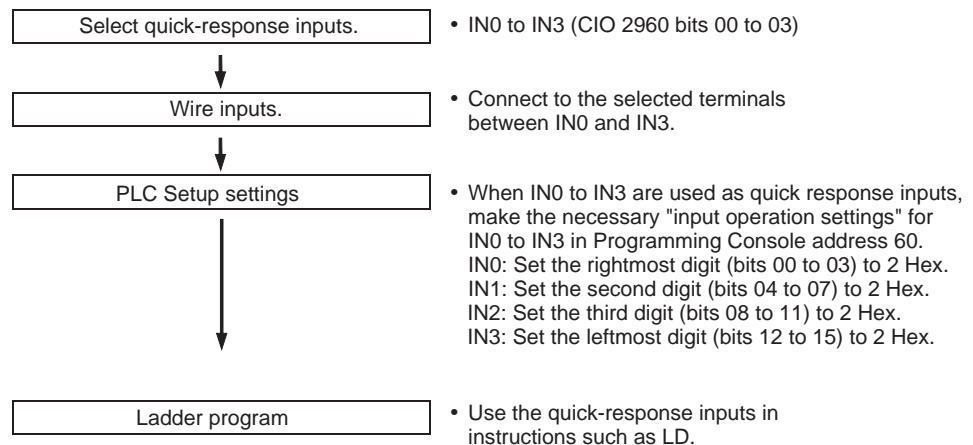 Select quick-response inputs.
• IN0 to IN3 (CIO 2960 bits 00 to 03)
Wire inputs.
• Connect to the selected terminals
between IN0 and IN3.
PLC Setup settings
• When IN0 to IN3 are used as quick response inputs,
make the necessary "input operation settings" for
IN0 to IN3 in Programming Console address 60.
IN0: Set the rightmost digit (bits 00 to 03) to 2 Hex.
IN1: Set the second digit (bits 04 to 07) to 2 Hex.
IN2: Set the third digit (bits 08 to 11) to 2 Hex.
IN3: Set the leftmost digit (bits 12 to 15) to 2 Hex.
Ladder program
• Use the quick-response inputs in
instructions such as LD.